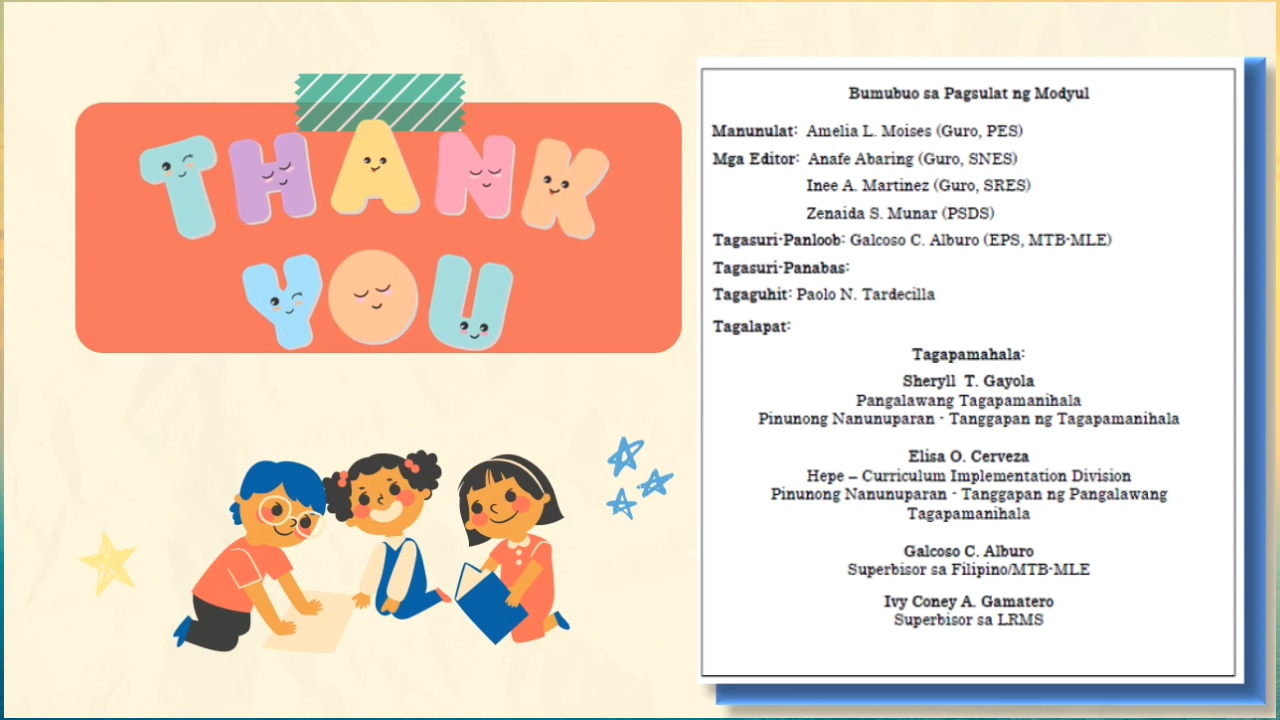 THANK
YOU
Bumubuo sa Pagsulat ng Modyul
Manunulat: Amelia L. Moises (Guro, PES)
Mga Editor: Anafe Abaring (Guro, SNES)
Inee A. Martinez (Guro, SRES)
Zenaida S. Munar (PSDS)
Tagasuri-Panloob: Galcoso C. Alburo (EPS, MTB-MLE)
Tagasuri-Panabas:
Tagaguhit: Paolo N. Tardecilla
Tagalapat:
Tagapamahala:
Sheryll T. Gayola
Pangalawang Tagapamanihala
Pinunong Nanunuparan - Tanggapan ng Tagapamanihala
Elisa O. Cerveza
Hepe – Curriculum Implementation Division
Pinunong Nanunuparan - Tanggapan ng Pangalawang
Tagapamanihala
Galcoso C. Alburo
Superbisor sa Filipino/MTB-MLE
Ivy Coney A. Gamatero
Superbisor sa LRMS